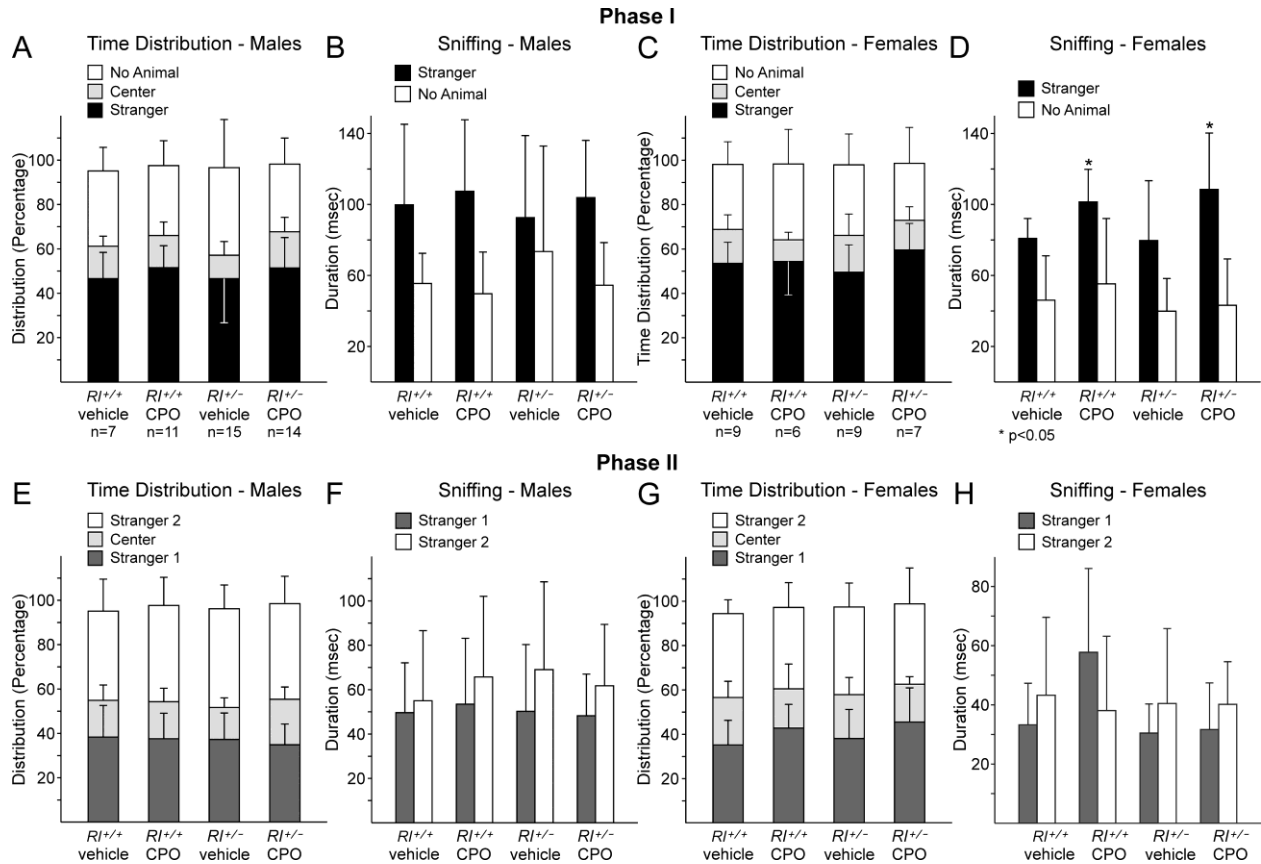 Phase I
A Time Distribution - Males
No Animal
Center
Stranger
Distribution (Percentage)
100
80
60
40
20
RI+/+ RI+/+ RI+/- RI+/-
vehicle CPO vehicle CPO
n=7 n=11 n=15 n=14
B Sniffing - Males
Stranger
No Animal
Duration (msec)
140
100
60
20
RI+/+ RI+/+ RI+/- RI+/-
vehicle CPO vehicle CPO
C Time Distribution - Females
No Animal
Center
Stranger
Time Distribution (Percentage)
100
80
60
40
20
RI+/+ RI+/+ RI+/- RI+/-
vehicle CPO vehicle CPO
n=9 n=6 n=9 n=7
D Sniffing - Females
Stranger
No Animal
Duration (msec)
140
100
60
20
* *
RI+/+ RI+/+ RI+/- RI+/-
vehicle CPO vehicle CPO
* p<0.05
Phase II
E Time Distribution - Males
Stranger 2
Center
Stranger 1
Distribution (Percentage)
100
80
60
40
20
RI+/+ RI+/+ RI+/- RI+/-
vehicle CPO vehicle CPO
F Sniffing - Males
Stranger 1
Stranger 2
Duration (msec)
100
80
60
40
20
RI+/+ RI+/+ RI+/- RI+/-
vehicle CPO vehicle CPO
G Time Distribution - Females
Stranger 2
Center
Stranger 1
Distribution (Percentage)
100
80
60
40
20
RI+/+ RI+/+ RI+/- RI+/-
vehicle CPO vehicle CPO
H Sniffing - Females
Stranger 1
Stranger 2
Duration (msec)
80
60
40
20
RI+/+ RI+/+ RI+/- RI+/-
vehicle CPO vehicle CPO